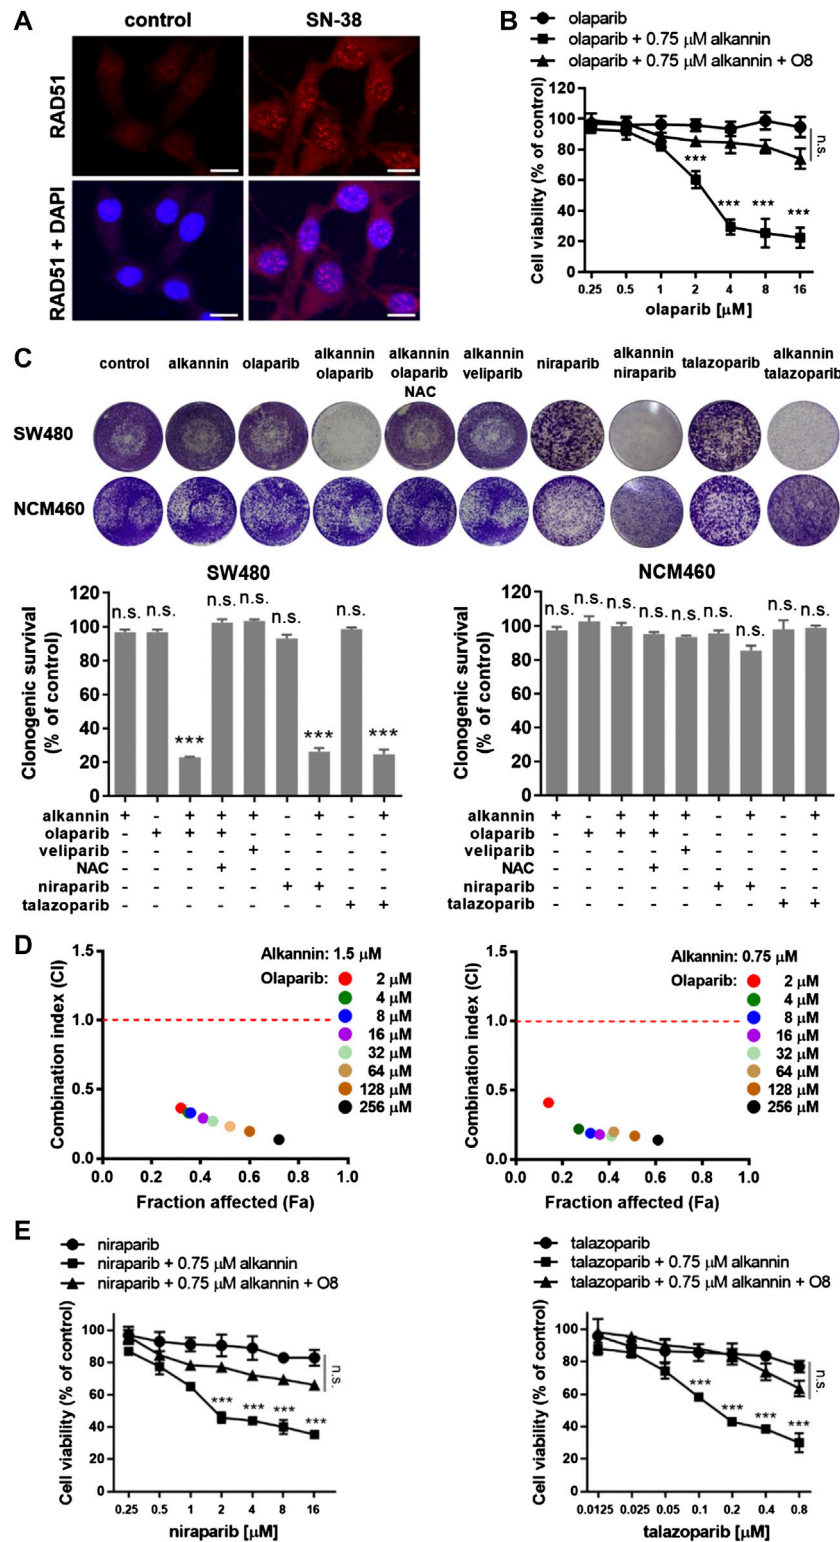 A
control
SN-38
RAD51
RAD51 + DAPI
B
olaparib
olaparib + 0.75 μM alkannin
olaparib + 0.75 μM alkannin + O8
Cell viability (% of control)
120
100
80
60
40
20
0
n.s.
***
***
***
***
0.25
0.5
1
2
4
8
16
olaparib [μM]
C
control
alkannin
olaparib
alkannin
olaparib
alkannin
olaparib
NAC
alkannin
veliparib
niraparib
alkannin
niraparib
talazoparib
alkannin
talazoparib
SW480
NCM460
SW480
Clonogenic survival
(% of control)
120
100
80
60
40
20
0
n.s.
n.s.
***
n.s.
n.s.
n.s.
***
n.s.
***
alkannin + - + + + - + - +
olaparib - + + + - - - - -
veliparib - - - - + - - - -
NAC - - - + - - - - -
niraparib - - - - - + + - -
talazoparib - - - - - - - + +
NCM460
Clonogenic survival
(% of control)
120
100
80
60
40
20
0
n.s.
n.s.
n.s.
n.s.
n.s.
n.s.
n.s.
n.s.
n.s.
alkannin + - + + + - + - +
olaparib - + + + - - - - -
veliparib - - - - + - - - -
NAC - - - + - - - - -
niraparib - - - - - + + - -
talazoparib - - - - - - - + +
D
Combination index (CI)
1.5
1.0
0.5
0.0
Alkannin: 1.5 μM
Olaparib: 2 μM
4 μM
8 μM
16 μM
32 μM
64 μM
128 μM
256 μM
0.0
0.2
0.4
0.6
0.8
1.0
Fraction affected (Fa)
Combination index (CI)
1.5
1.0
0.5
0.0
Alkannin: 0.75 μM
Olaparib: 2 μM
4 μM
8 μM
16 μM
32 μM
64 μM
128 μM
256 μM
0.0
0.2
0.4
0.6
0.8
1.0
Fraction affected (Fa)
E
niraparib
niraparib + 0.75 μM alkannin
niraparib + 0.75 μM alkannin + O8
Cell viability (% of control)
100
80
60
40
20
0
n.s.
***
***
***
***
0.25
0.5
1
2
4
8
16
niraparib [μM]
talazoparib
talazoparib + 0.75 μM alkannin
talazoparib + 0.75 μM alkannin + O8
Cell viability (% of control)
100
80
60
40
20
0
n.s.
***
***
***
***
0.0125
0.025
0.05
0.1
0.2
0.4
0.8
talazoparib [μM]